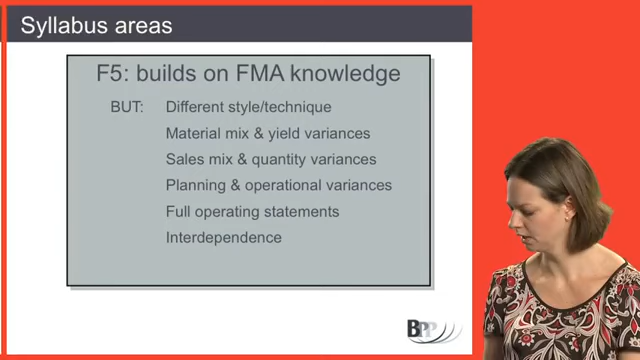 Syllabus areas
F5: builds on FMA knowledge
BUT: Different style/technique
Material mix & yield variances
Sales mix & quantity variances
Planning & operational variances
Full operating statements
Interdependence
BPP